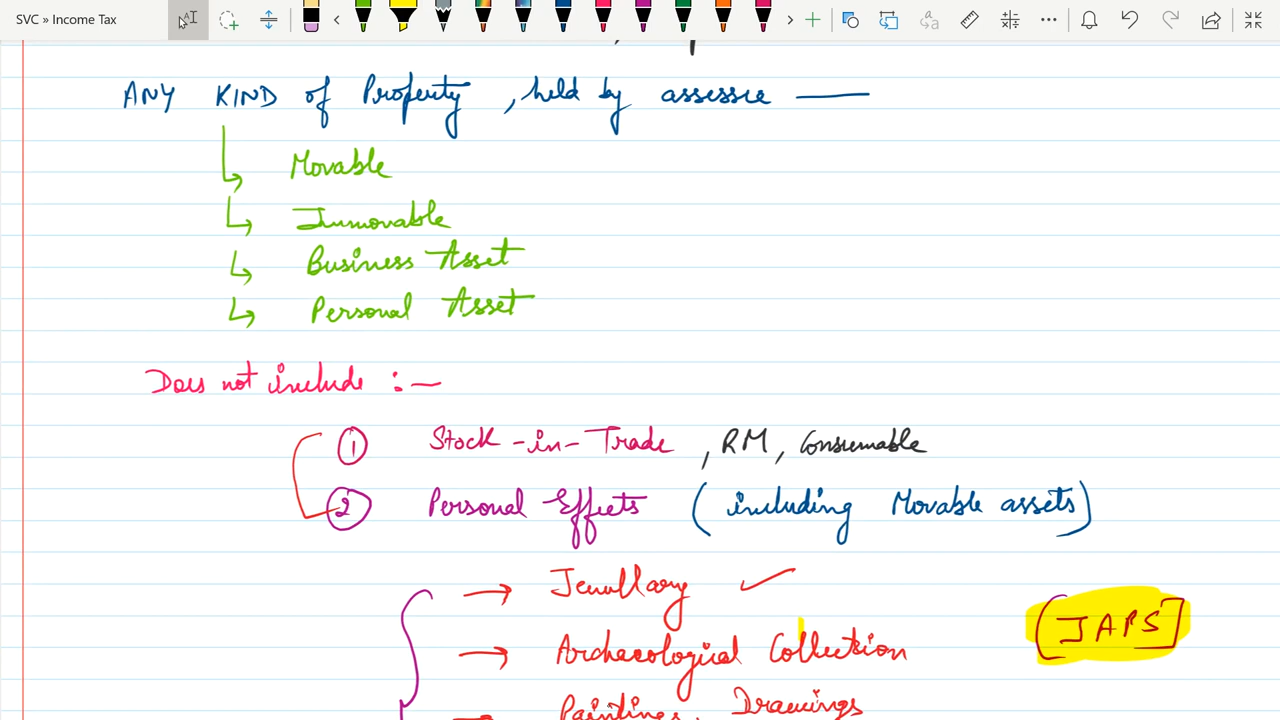 SVC » Income Tax
ANY KIND of Property, held by assessee —
Movable
Immovable
Business Asset
Personal Asset
Does not include :-
① Stock-in-Trade, RM, Consumable
② Personal Effects (including Movable assets)
→ Jewellary ✓
[JAPS]
→ Archaeological Collection
→ Paintings, Drawings